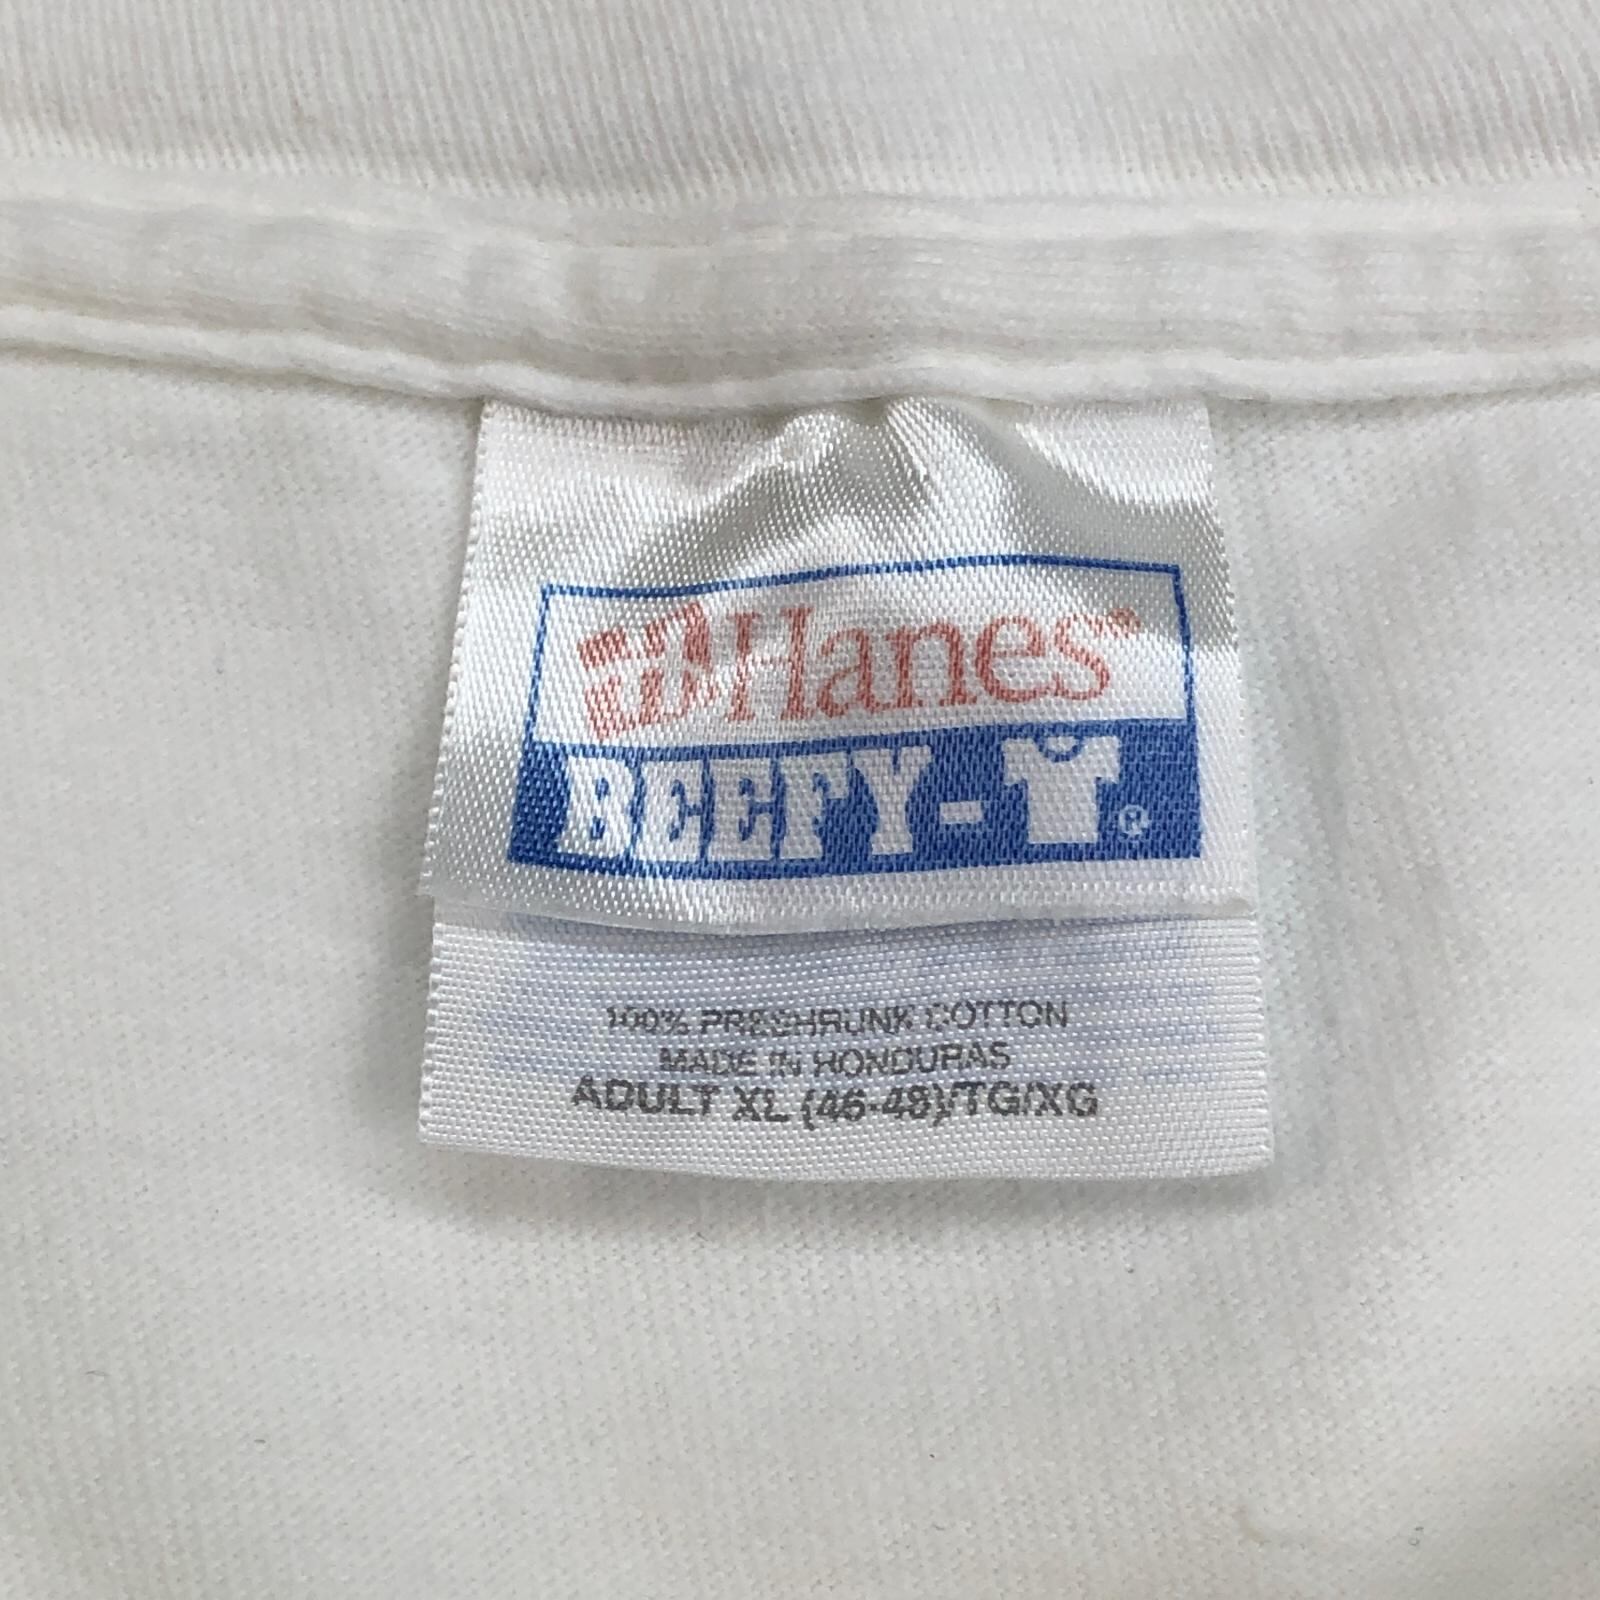 Hanes®
BEEFY-T®
100% PRESHRUNK COTTON
MADE IN HONDURAS
ADULT XL (46-48)/TG/XG